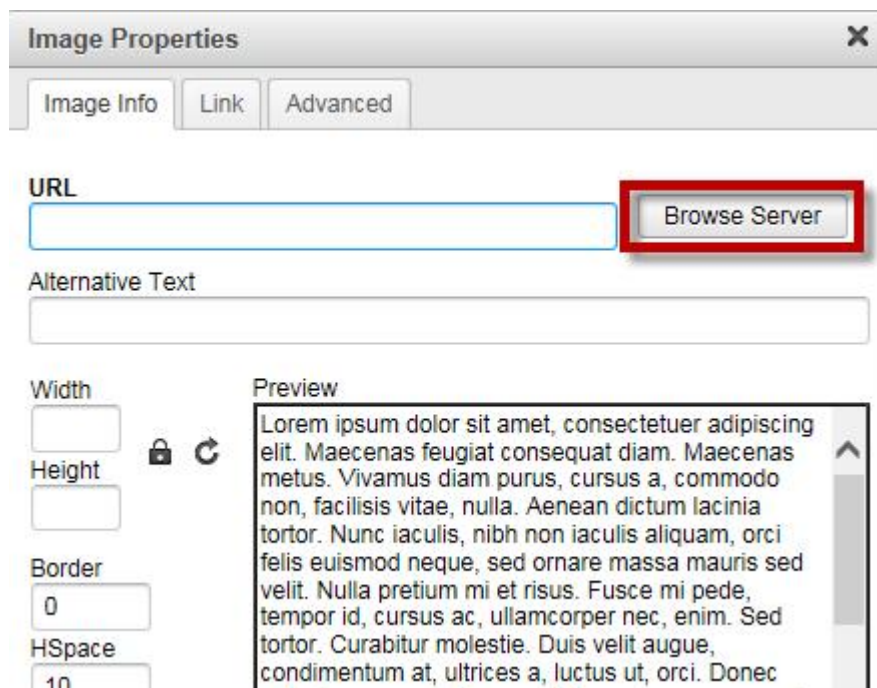 Image Properties
Image Info Link Advanced
URL
Browse Server
Alternative Text
Width
Height
Border
0
HSpace
10
Preview
Lorem ipsum dolor sit amet, consectetuer adipiscing
elit. Maecenas feugiat consequat diam. Maecenas
metus. Vivamus diam purus, cursus a, commodo
non, facilisis vitae, nulla. Aenean dictum lacinia
tortor. Nunc iaculis, nibh non iaculis aliquam, orci
felis euismod neque, sed ornare massa mauris sed
velit. Nulla pretium mi et risus. Fusce mi pede,
tempor id, cursus ac, ullamcorper nec, enim. Sed
tortor. Curabitur molestie. Duis velit augue,
condimentum at, ultrices a, luctus ut, orci. Donec